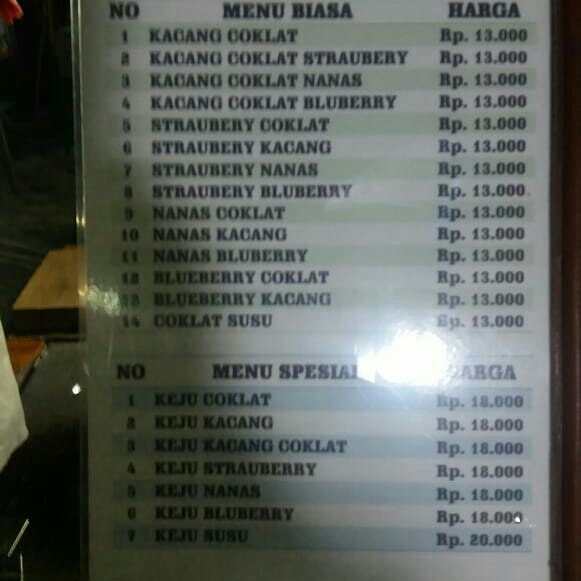 NO MENU BIASA HARGA
1 KACANG COKLAT Rp. 13.000
2 KACANG COKLAT STRAUBERY Rp. 13.000
3 KACANG COKLAT NANAS Rp. 13.000
4 KACANG COKLAT BLUBERRY Rp. 13.000
5 STRAUBERY COKLAT Rp. 13.000
6 STRAUBERY KACANG Rp. 13.000
7 STRAUBERY NANAS Rp. 13.000
8 STRAUBERY BLUBERRY Rp. 13.000
9 NANAS COKLAT Rp. 13.000
10 NANAS KACANG Rp. 13.000
11 NANAS BLUBERRY Rp. 13.000
12 BLUEBERRY COKLAT Rp. 13.000
13 BLUEBERRY KACANG Rp. 13.000
14 COKLAT SUSU Rp. 13.000
NO MENU SPESIAL HARGA
1 KEJU COKLAT Rp. 18.000
2 KEJU KACANG Rp. 18.000
3 KEJU KACANG COKLAT Rp. 18.000
4 KEJU STRAUBERRY Rp. 18.000
5 KEJU NANAS Rp. 18.000
6 KEJU BLUBERRY Rp. 18.000
7 KEJU SUSU Rp. 20.000